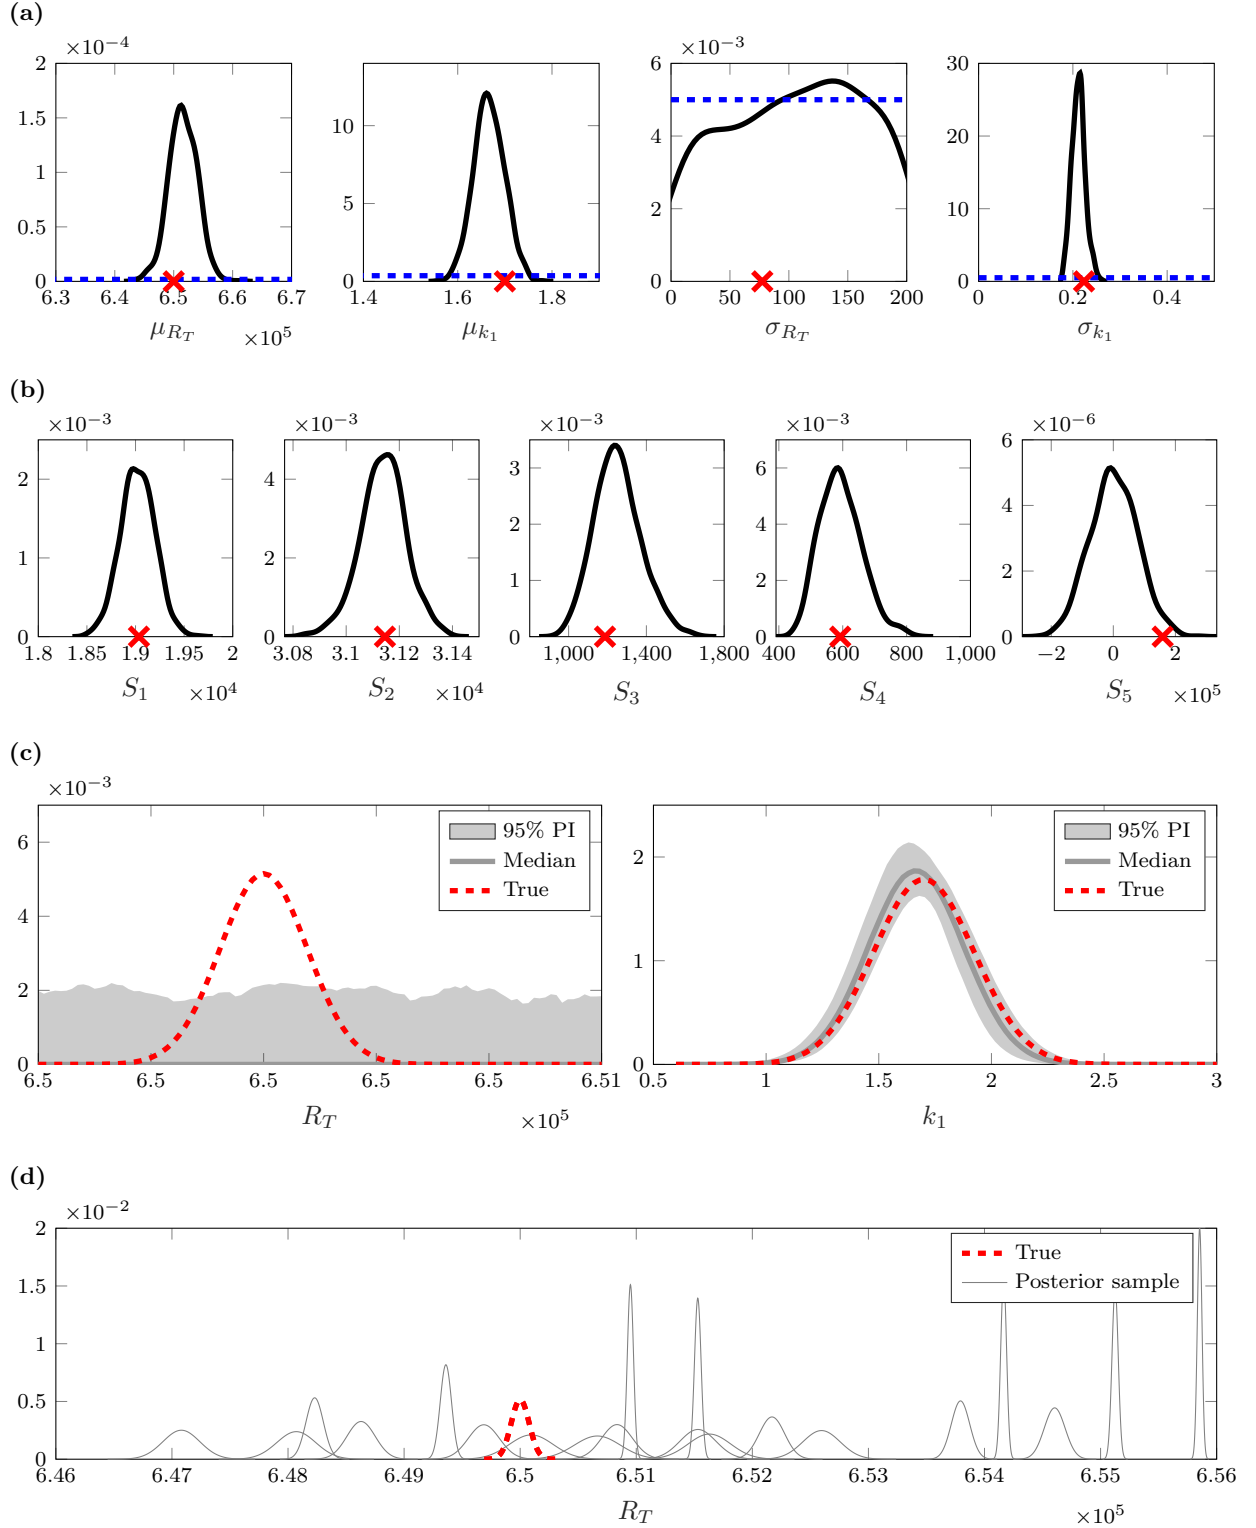 (a)
×10⁻⁴
2
1.5
1
0.5
0
6.3 6.4 6.5 6.6 6.7
μ_{R_T}
×10⁵
10
5
0
1.4 1.6 1.8
μ_{k_1}
×10⁻³
6
4
2
0
0 50 100 150 200
σ_{R_T}
30
20
10
0
0 0.2 0.4
σ_{k_1}
(b)
×10⁻³
2
1
0
1.8 1.85 1.9 1.95 2
S₁
×10⁴
×10⁻³
4
2
0
3.08 3.1 3.12 3.14
S₂
×10⁴
×10⁻³
3
2
1
0
1,000 1,400 1,800
S₃
×10⁻³
6
4
2
0
400 600 800 1,000
S₄
×10⁻⁶
6
4
2
0
−2 0 2
S₅
×10⁵
(c)
×10⁻³
6
4
2
0
6.5 6.5 6.5 6.5 6.5 6.51
R_T
×10⁵
95% PI
Median
True
2
1
0
0.5 1 1.5 2 2.5 3
k₁
95% PI
Median
True
(d)
×10⁻²
2
1.5
1
0.5
0
6.46 6.47 6.48 6.49 6.5 6.51 6.52 6.53 6.54 6.55 6.56
R_T
×10⁵
True
Posterior sample